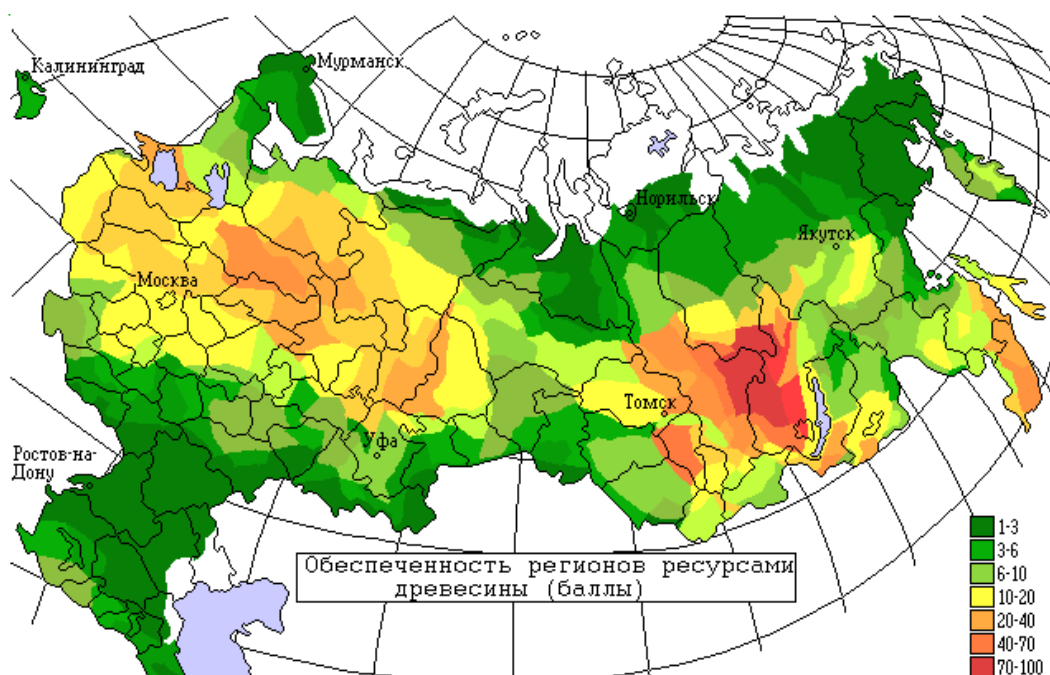 Калининград
Мурманск
Норильск
Якутск
Москва
Томск
Уфа
Ростов-на-
Дону
Обеспеченность регионов ресурсами
древесины (баллы)
1-3
3-6
6-10
10-20
20-40
40-70
70-100